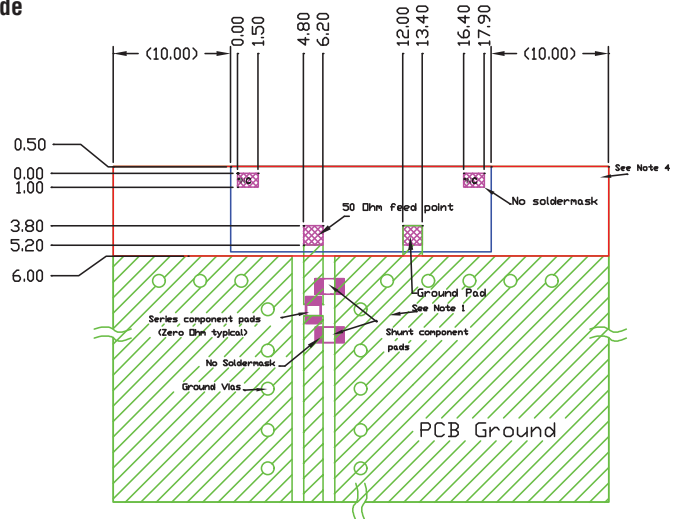 de
0.00
1.50
4.80
6.20
12.00
13.40
16.40
17.90
(10.00)
(10.00)
0.50
0.00
1.00
3.80
5.20
6.00
See Note 4
No soldermask
50 Ohm feed point
Ground Pad
See Note 1
Series component pads
(Zero Ohm typical)
Shunt component
pads
No Soldermask
Ground Vias
PCB Ground